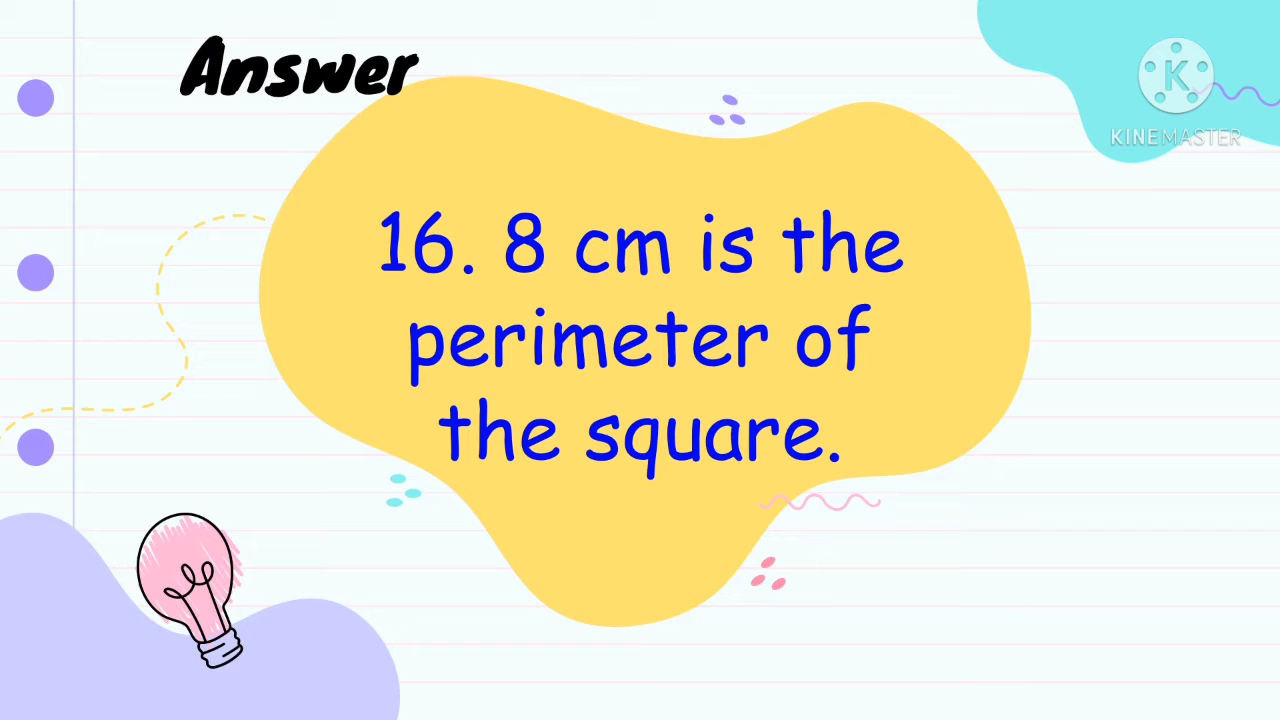 Answer
K
KINEMASTER
16. 8 cm is the
perimeter of
the square.